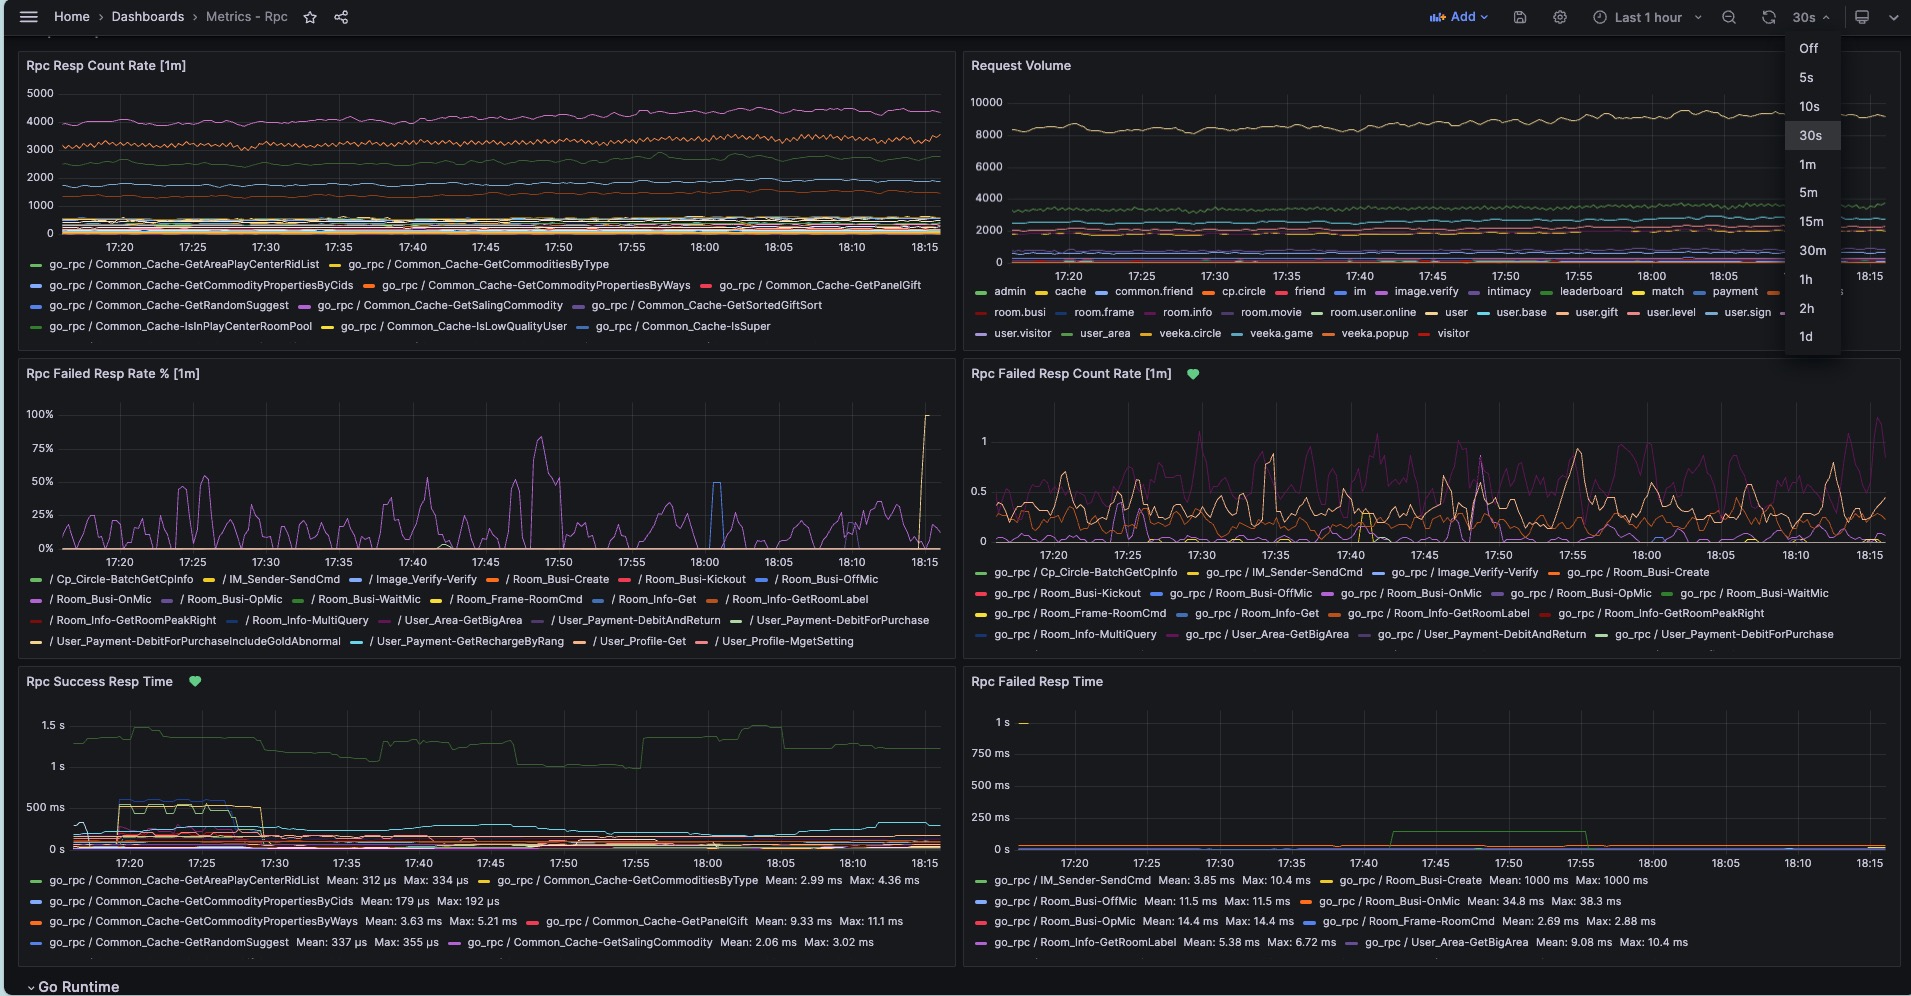 Home › Dashboards › Metrics - Rpc
Add
Last 1 hour
30s
Off
5s
10s
30s
1m
5m
15m
30m
1h
2h
1d
Rpc Resp Count Rate [1m]
5000
4000
3000
2000
1000
0
17:20 17:25 17:30 17:35 17:40 17:45 17:50 17:55 18:00 18:05 18:10 18:15
go_rpc / Common_Cache-GetAreaPlayCenterRidList go_rpc / Common_Cache-GetCommoditiesByType
go_rpc / Common_Cache-GetCommodityPropertiesByCids go_rpc / Common_Cache-GetCommodityPropertiesByWays go_rpc / Common_Cache-GetPanelGift
go_rpc / Common_Cache-GetRandomSuggest go_rpc / Common_Cache-GetSalingCommodity go_rpc / Common_Cache-GetSortedGiftSort
go_rpc / Common_Cache-IsInPlayCenterRoomPool go_rpc / Common_Cache-IsLowQualityUser go_rpc / Common_Cache-IsSuper
Request Volume
10000
8000
6000
4000
2000
0
17:20 17:25 17:30 17:35 17:40 17:45 17:50 17:55 18:00 18:05 18:15
admin cache common.friend cp.circle friend im image.verify intimacy leaderboard match payment
room.busi room.frame room.info room.movie room.user.online user user.base user.gift user.level user.sign
user.visitor user_area veeka.circle veeka.game veeka.popup visitor
Rpc Failed Resp Rate % [1m]
100%
75%
50%
25%
0%
17:20 17:25 17:30 17:35 17:40 17:45 17:50 17:55 18:00 18:05 18:10 18:15
/ Cp_Circle-BatchGetCpInfo / IM_Sender-SendCmd / Image_Verify-Verify / Room_Busi-Create / Room_Busi-Kickout / Room_Busi-OffMic
/ Room_Busi-OnMic / Room_Busi-OpMic / Room_Busi-WaitMic / Room_Frame-RoomCmd / Room_Info-Get / Room_Info-GetRoomLabel
/ Room_Info-GetRoomPeakRight / Room_Info-MultiQuery / User_Area-GetBigArea / User_Payment-DebitAndReturn / User_Payment-DebitForPurchase
/ User_Payment-DebitForPurchaseIncludeGoldAbnormal / User_Payment-GetRechargeByRang / User_Profile-Get / User_Profile-MgetSetting
Rpc Failed Resp Count Rate [1m]
1
0.5
0
17:20 17:25 17:30 17:35 17:40 17:45 17:50 17:55 18:00 18:05 18:10 18:15
go_rpc / Cp_Circle-BatchGetCpInfo go_rpc / IM_Sender-SendCmd go_rpc / Image_Verify-Verify go_rpc / Room_Busi-Create
go_rpc / Room_Busi-Kickout go_rpc / Room_Busi-OffMic go_rpc / Room_Busi-OnMic go_rpc / Room_Busi-OpMic go_rpc / Room_Busi-WaitMic
go_rpc / Room_Frame-RoomCmd go_rpc / Room_Info-Get go_rpc / Room_Info-GetRoomLabel go_rpc / Room_Info-GetRoomPeakRight
go_rpc / Room_Info-MultiQuery go_rpc / User_Area-GetBigArea go_rpc / User_Payment-DebitAndReturn go_rpc / User_Payment-DebitForPurchase
Rpc Success Resp Time
1.5 s
1 s
500 ms
0 s
17:20 17:25 17:30 17:35 17:40 17:45 17:50 17:55 18:00 18:05 18:10 18:15
go_rpc / Common_Cache-GetAreaPlayCenterRidList Mean: 312 µs Max: 334 µs go_rpc / Common_Cache-GetCommoditiesByType Mean: 2.99 ms Max: 4.36 ms
go_rpc / Common_Cache-GetCommodityPropertiesByCids Mean: 179 µs Max: 192 µs
go_rpc / Common_Cache-GetCommodityPropertiesByWays Mean: 3.63 ms Max: 5.21 ms go_rpc / Common_Cache-GetPanelGift Mean: 9.33 ms Max: 11.1 ms
go_rpc / Common_Cache-GetRandomSuggest Mean: 337 µs Max: 355 µs go_rpc / Common_Cache-GetSalingCommodity Mean: 2.06 ms Max: 3.02 ms
Rpc Failed Resp Time
1 s
750 ms
500 ms
250 ms
0 s
17:20 17:25 17:30 17:35 17:40 17:45 17:50 17:55 18:00 18:05 18:10 18:15
go_rpc / IM_Sender-SendCmd Mean: 3.85 ms Max: 10.4 ms go_rpc / Room_Busi-Create Mean: 1000 ms Max: 1000 ms
go_rpc / Room_Busi-OffMic Mean: 11.5 ms Max: 11.5 ms go_rpc / Room_Busi-OnMic Mean: 34.8 ms Max: 38.3 ms
go_rpc / Room_Busi-OpMic Mean: 14.4 ms Max: 14.4 ms go_rpc / Room_Frame-RoomCmd Mean: 2.69 ms Max: 2.88 ms
go_rpc / Room_Info-GetRoomLabel Mean: 5.38 ms Max: 6.72 ms go_rpc / User_Area-GetBigArea Mean: 9.08 ms Max: 10.4 ms
Go Runtime